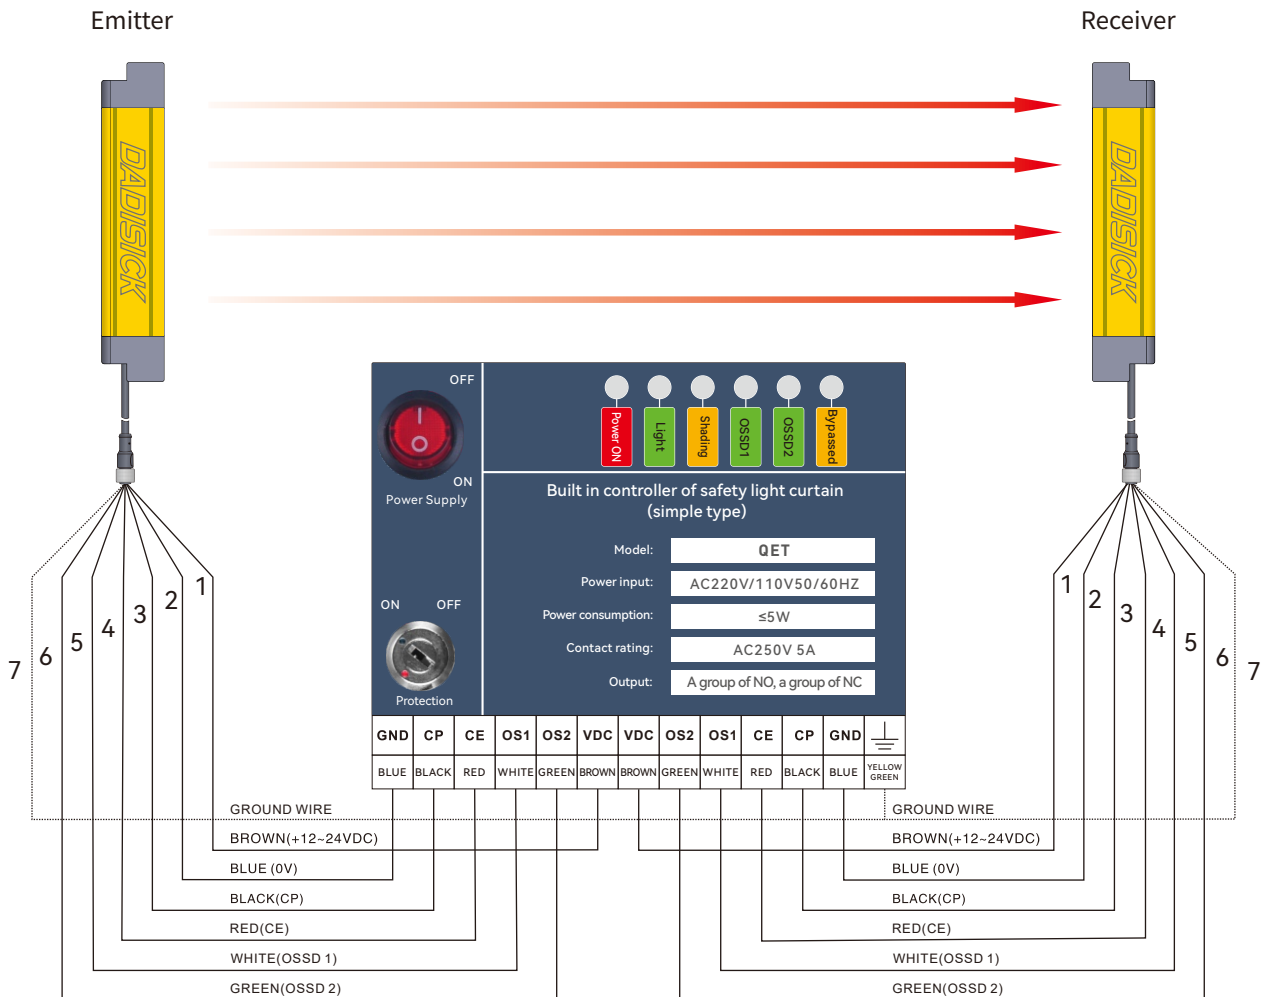 Emitter
Receiver
DADISICK
DADISICK
OFF
ON
Power Supply
Power ON
Light
Shading
OSSD1
OSSD2
Bypassed
Built in controller of safety light curtain
(simple type)
Model: QET
Power input: AC220V/110V50/60HZ
Power consumption: ≤5W
Contact rating: AC250V 5A
Output: A group of NO, a group of NC
ON OFF
Protection
GND CP CE OS1 OS2 VDC VDC OS2 OS1 CE CP GND
BLUE BLACK RED WHITE GREEN BROWN BROWN GREEN WHITE RED BLACK BLUE YELLOW GREEN
7 6 5 4 3 2 1
1 2 3 4 5 6 7
GROUND WIRE
BROWN(+12~24VDC)
BLUE (0V)
BLACK(CP)
RED(CE)
WHITE(OSSD 1)
GREEN(OSSD 2)
GROUND WIRE
BROWN(+12~24VDC)
BLUE (0V)
BLACK(CP)
RED(CE)
WHITE(OSSD 1)
GREEN(OSSD 2)